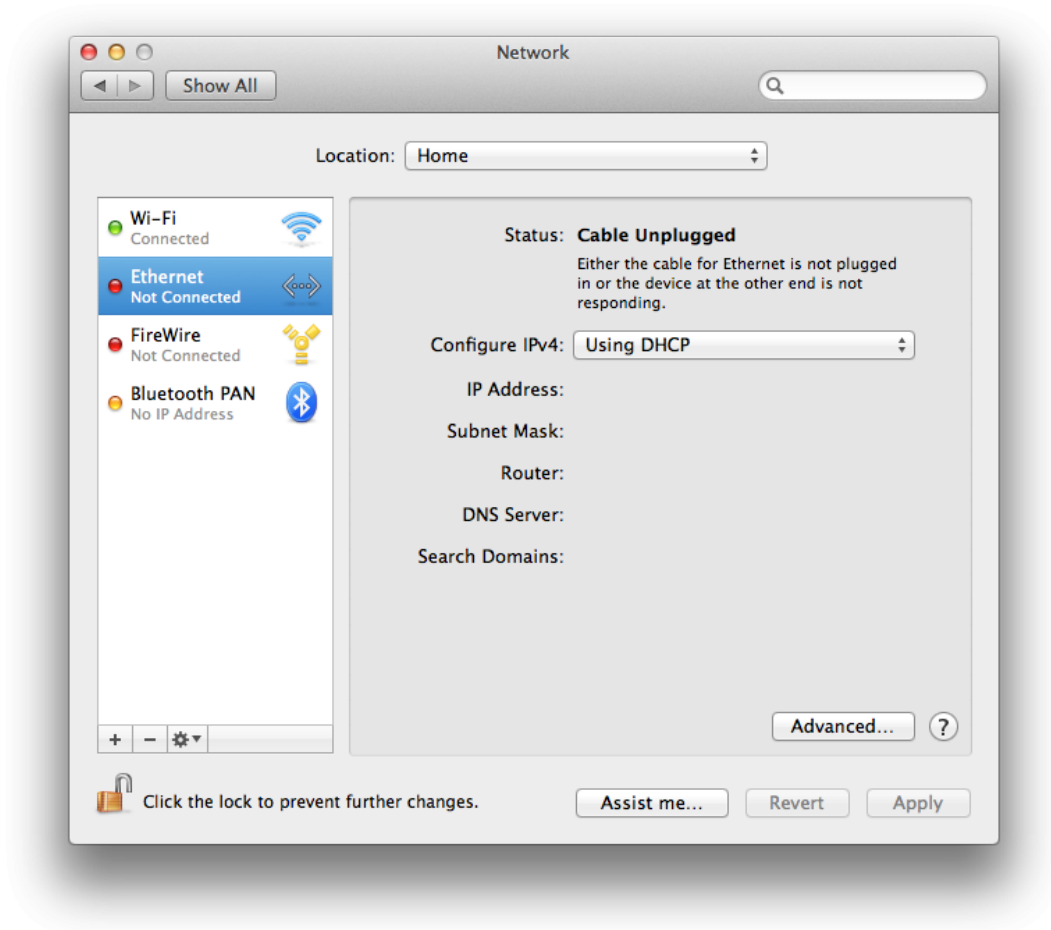 Network
Show All
Location: Home
Wi-Fi
Connected
Ethernet
Not Connected
FireWire
Not Connected
Bluetooth PAN
No IP Address
Status: Cable Unplugged
Either the cable for Ethernet is not plugged
in or the device at the other end is not
responding.
Configure IPv4: Using DHCP
IP Address:
Subnet Mask:
Router:
DNS Server:
Search Domains:
Advanced... ?
+ −
Click the lock to prevent further changes.
Assist me... Revert Apply